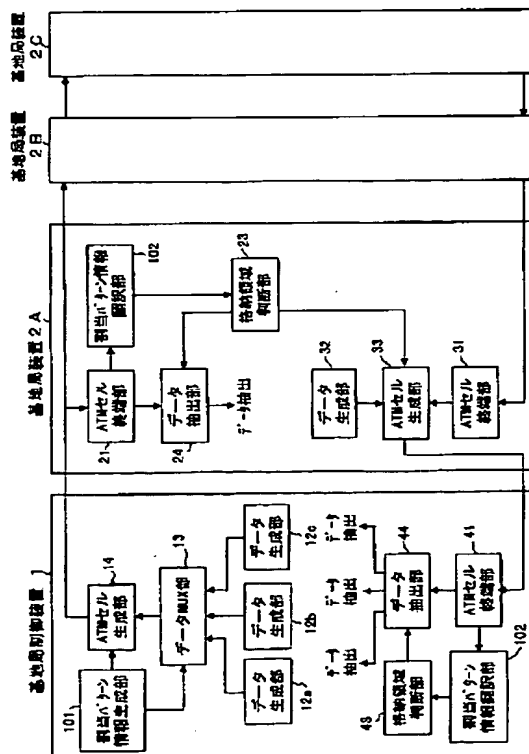 基地局制御装置 1
101
割当パターン
情報生成部
14
ATMセル
生成部
13
データMUX部
12a
データ
生成部
12b
データ
生成部
12c
データ
生成部
データ
抽出
データ
抽出
データ
抽出
43
格納領域
判断部
44
データ
抽出部
102
割当パターン
情報翻訳部
41
ATMセル
終端部
基地局装置 2A
21
ATMセル
終端部
割当パターン情報
翻訳部
102
24
データ
抽出部
データ抽出
23
格納領域
判断部
32
データ
生成部
33
ATMセル
生成部
31
ATMセル
終端部
基地局装置
2B
基地局装置
2C